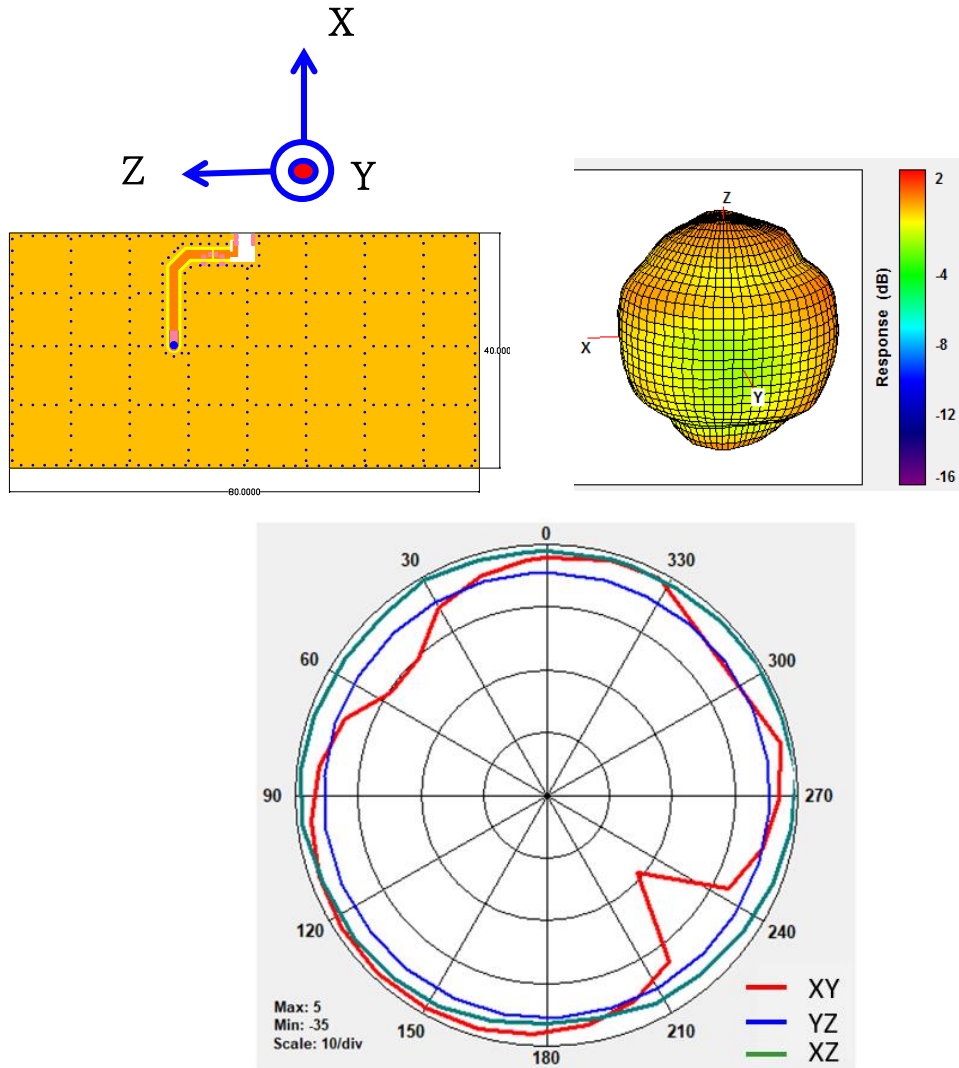 X
Z
Y
40.000
80.0000
Z
X
Y
2
-4
-8
-12
-16
Response (dB)
0
30
330
60
300
90
270
120
240
150
210
180
Max: 5
Min: -35
Scale: 10/div
XY
YZ
XZ